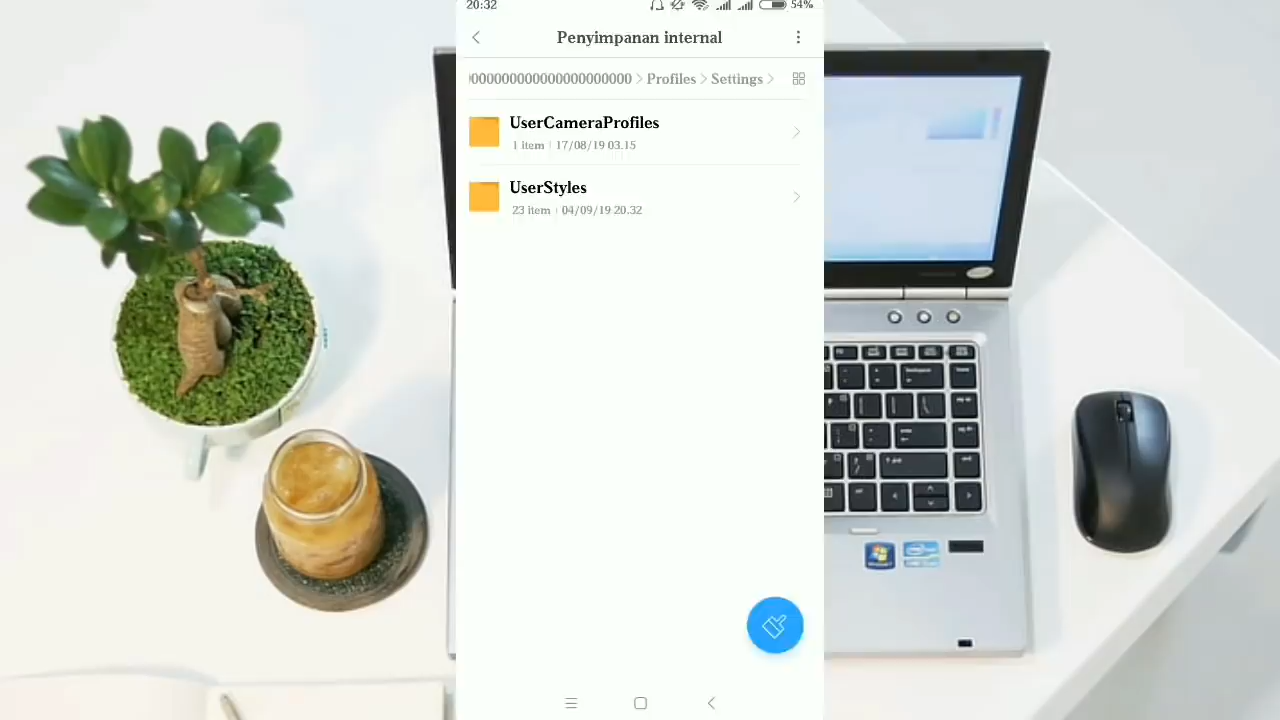 20:32
54%
Penyimpanan internal
000000000000000000000 > Profiles > Settings >
UserCameraProfiles
1 item | 17/08/19 03.15
UserStyles
23 item | 04/09/19 20.32